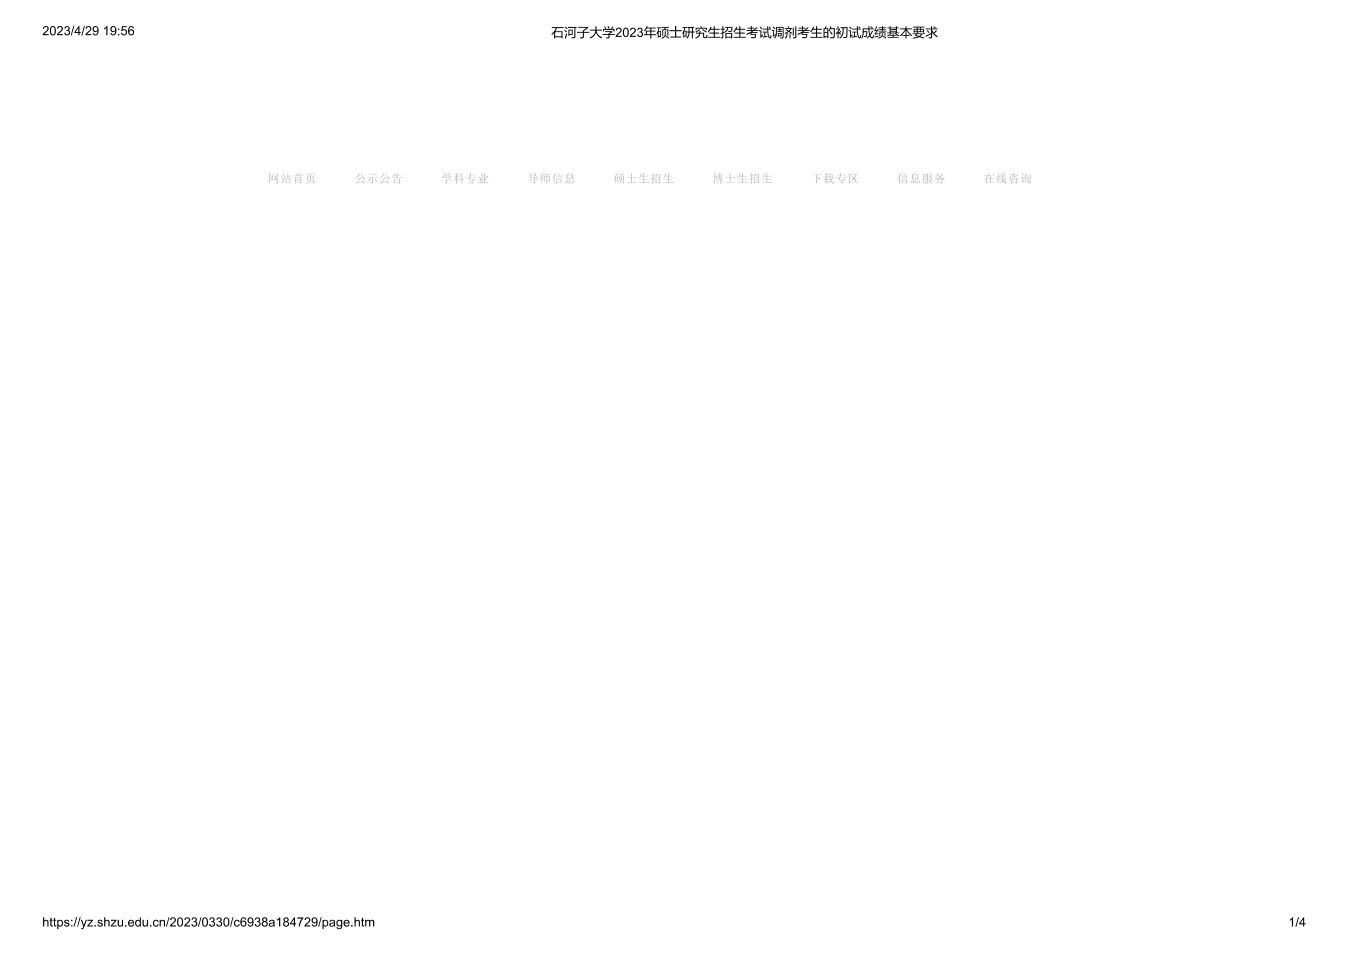 2023/4/29 19:56 石河子大学2023年硕士研究生招生考试调剂考生的初试成绩基本要求
网站首页 公示公告 学科专业 导师信息 硕士生招生 博士生招生 下载专区 信息服务 在线咨询
https://yz.shzu.edu.cn/2023/0330/c6938a184729/page.htm 1/4